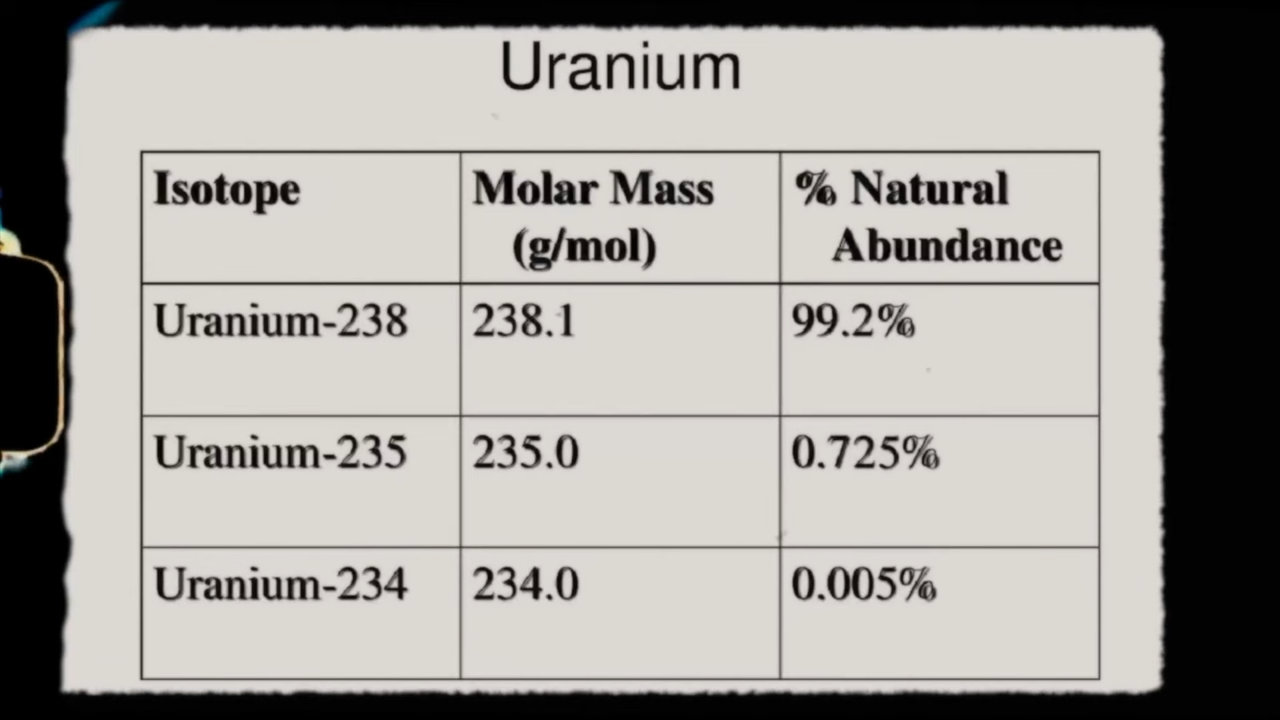 Uranium
Isotope Molar Mass % Natural
(g/mol) Abundance
Uranium-238 238.1 99.2%
Uranium-235 235.0 0.725%
Uranium-234 234.0 0.005%